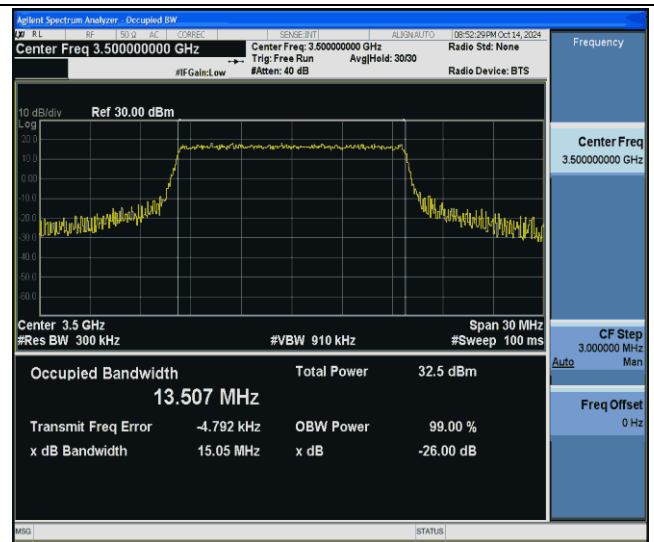 Agilent Spectrum Analyzer - Occupied BW
LXI RL RF 50 Ω AC CORREC SENSE:INT ALIGN AUTO 08:52:29 PM Oct 14, 2024
Center Freq 3.500000000 GHz
Center Freq: 3.500000000 GHz
Radio Std: None
Trig: Free Run Avg|Hold: 30/30
#IFGain:Low #Atten: 40 dB Radio Device: BTS
10 dB/div Ref 30.00 dBm
Log
20.0
10.0
0.00
-10.0
-20.0
-30.0
-40.0
-50.0
-60.0
Center 3.5 GHz Span 30 MHz
#Res BW 300 kHz #VBW 910 kHz #Sweep 100 ms
Occupied Bandwidth Total Power 32.5 dBm
13.507 MHz
Transmit Freq Error -4.792 kHz OBW Power 99.00 %
x dB Bandwidth 15.05 MHz x dB -26.00 dB
MSG STATUS
Frequency
Center Freq
3.500000000 GHz
CF Step
3.000000 MHz
Auto Man
Freq Offset
0 Hz